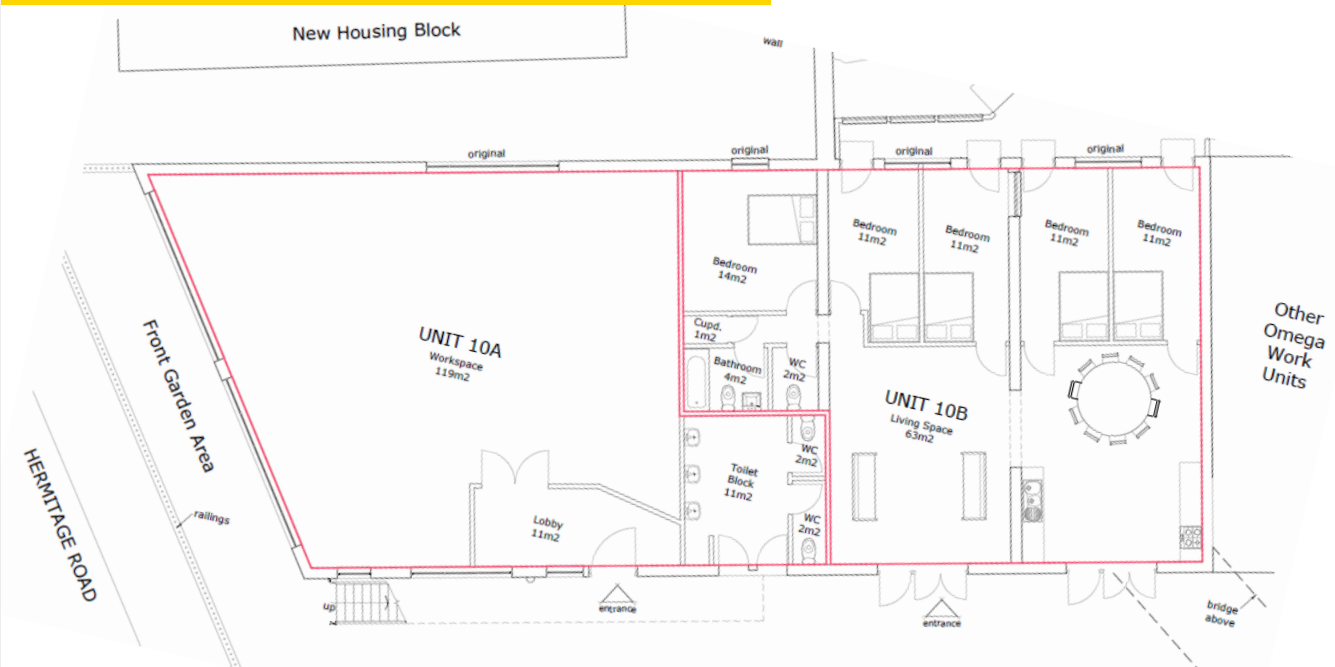 New Housing Block
wall
original
original
original
original
Bedroom
14m2
Bedroom
11m2
Bedroom
11m2
Bedroom
11m2
Bedroom
11m2
Other
Omega
Work
Units
UNIT 10A
Workspace
119m2
Cupd.
1m2
Bathroom
4m2
WC
2m2
UNIT 10B
Living Space
63m2
Front Garden Area
HERMITAGE ROAD
railings
Lobby
11m2
Toilet
Block
11m2
WC
2m2
WC
2m2
up
entrance
entrance
bridge
above